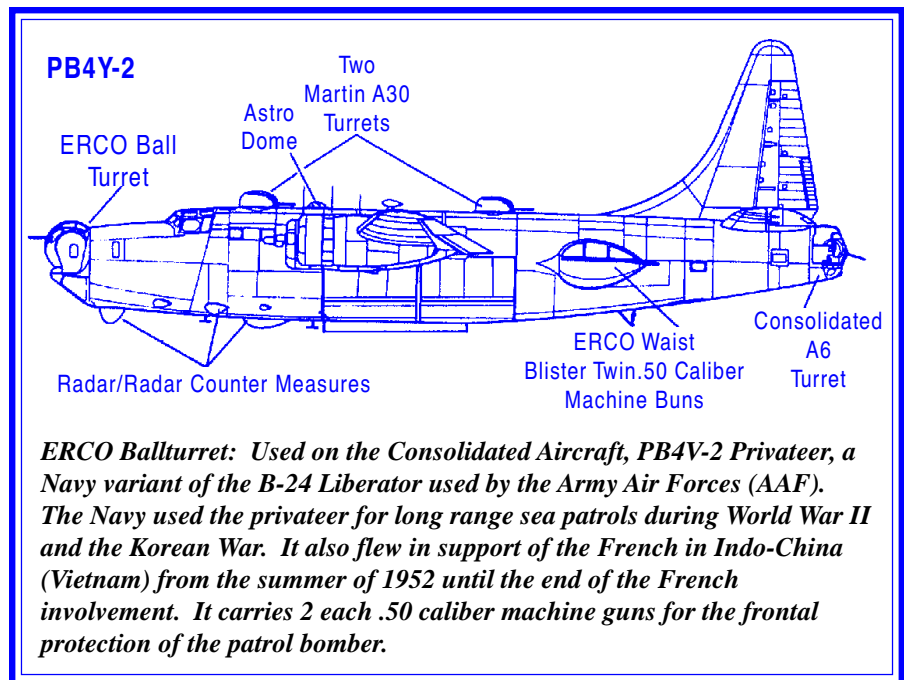 PB4Y-2
Two
Martin A30
Turrets
Astro
Dome
ERCO Ball
Turret
Radar/Radar Counter Measures
ERCO Waist
Blister Twin.50 Caliber
Machine Buns
Consolidated
A6
Turret
ERCO Ballturret: Used on the Consolidated Aircraft, PB4V-2 Privateer, a
Navy variant of the B-24 Liberator used by the Army Air Forces (AAF).
The Navy used the privateer for long range sea patrols during World War II
and the Korean War. It also flew in support of the French in Indo-China
(Vietnam) from the summer of 1952 until the end of the French
involvement. It carries 2 each .50 caliber machine guns for the frontal
protection of the patrol bomber.